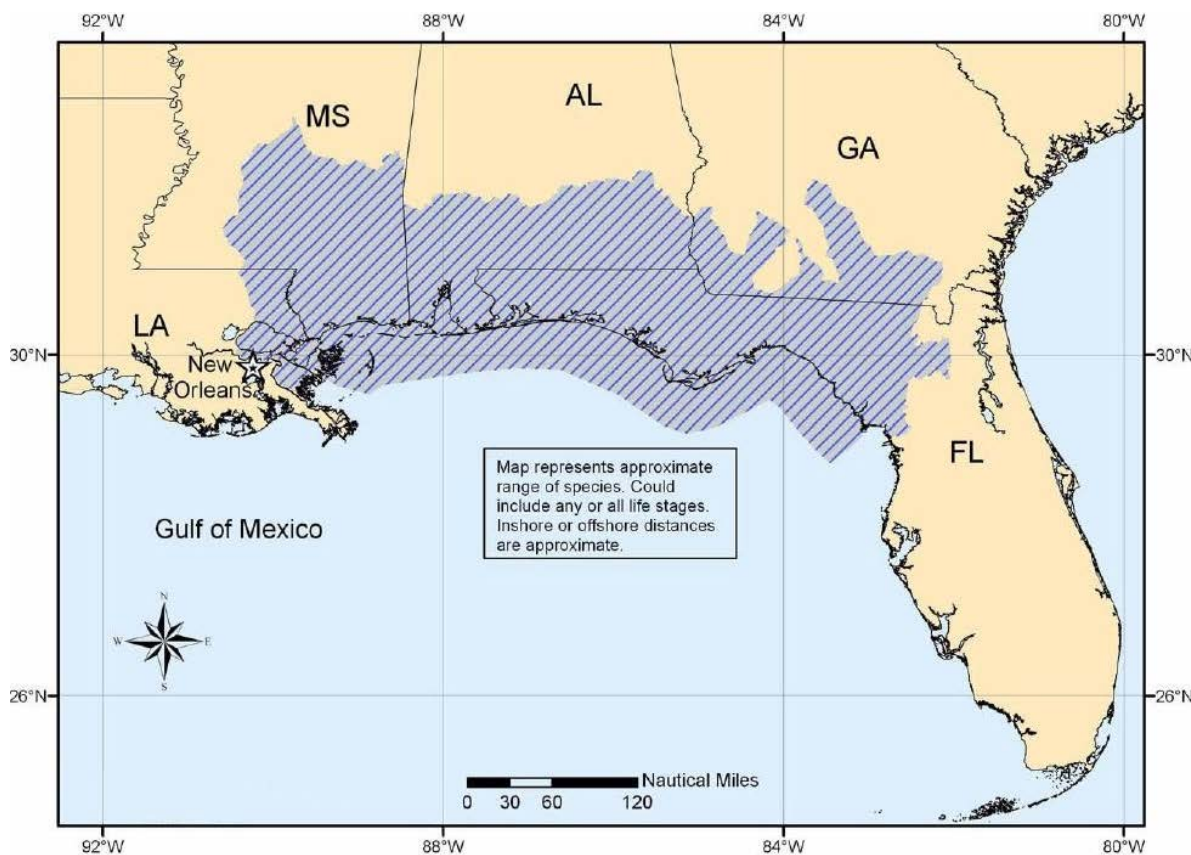 92°W
88°W
84°W
80°W
MS
AL
GA
LA
30°N
30°N
New
Orleans
FL
Map represents approximate
range of species. Could
include any or all life stages.
Inshore or offshore distances
are approximate.
Gulf of Mexico
N
W
E
S
26°N
26°N
Nautical Miles
0 30 60 120
92°W
88°W
84°W
80°W